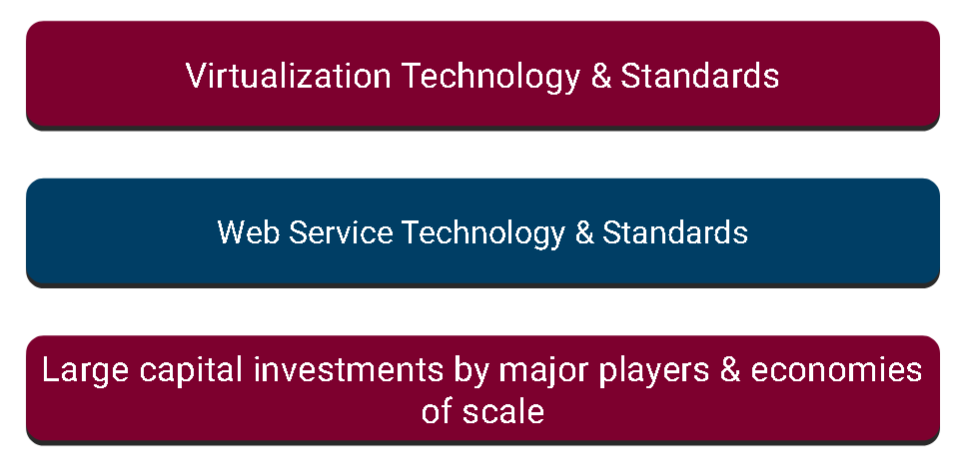 Virtualization Technology & Standards
Web Service Technology & Standards
Large capital investments by major players & economies
of scale